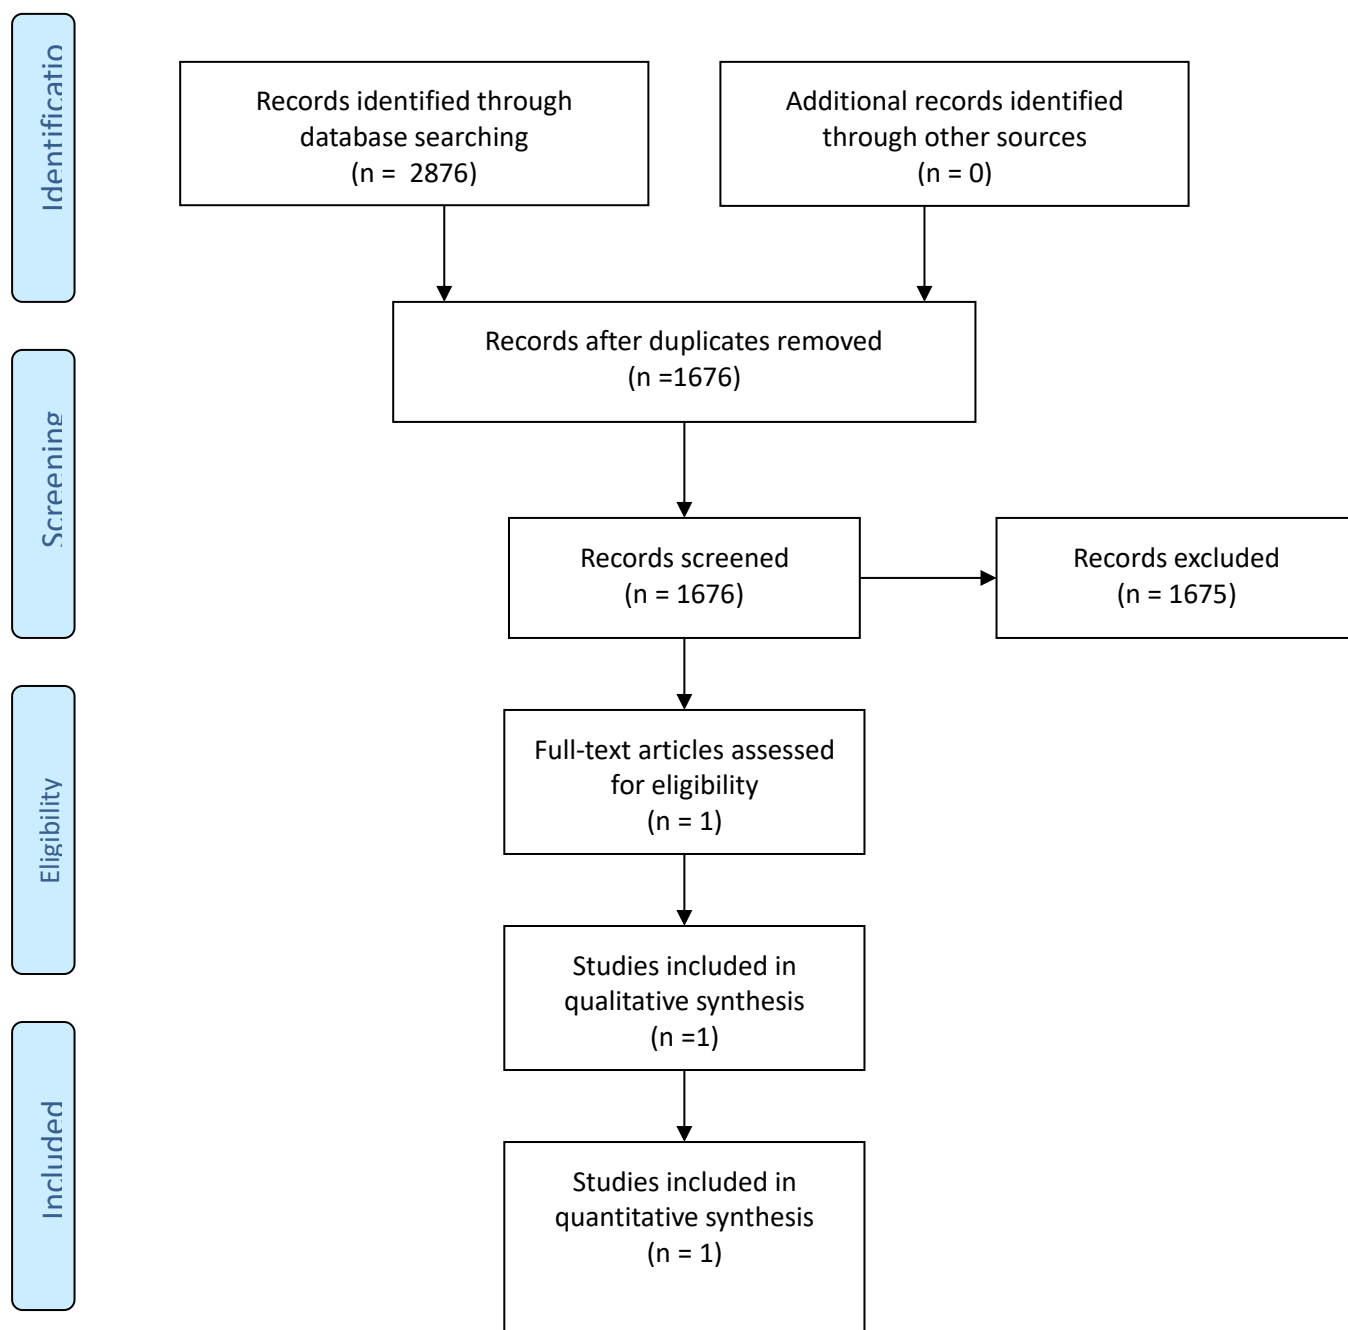 Identificatio
Records identified through
database searching
(n =  2876)
Additional records identified
through other sources
(n = 0)
Records after duplicates removed
(n =1676)
Screening
Records screened
(n = 1676)
Records excluded
(n = 1675)
Eligibility
Full-text articles assessed
for eligibility
(n = 1)
Studies included in
qualitative synthesis
(n =1)
Included
Studies included in
quantitative synthesis
(n = 1)